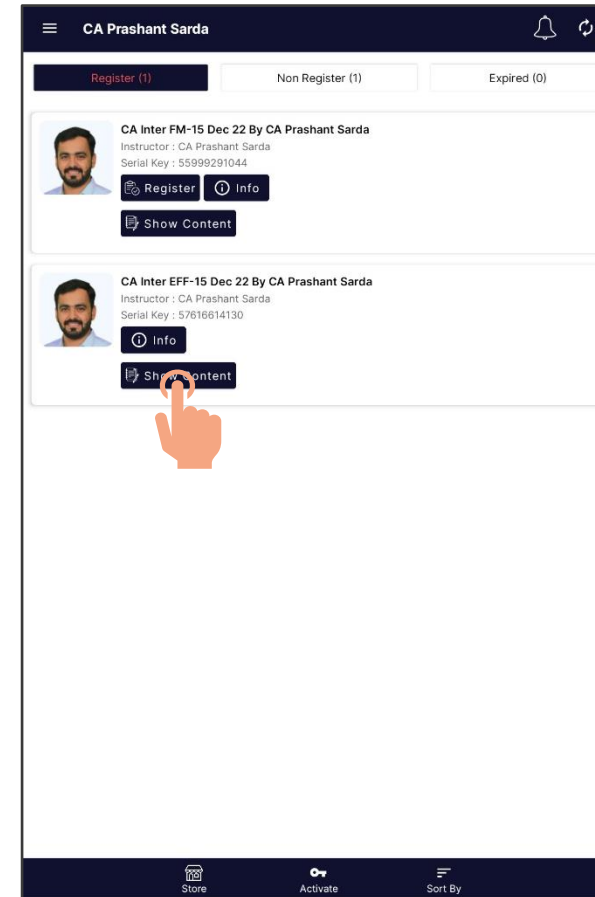 CA Prashant Sarda
Register (1) Non Register (1) Expired (0)
CA Inter FM-15 Dec 22 By CA Prashant Sarda
Instructor : CA Prashant Sarda
Serial Key : 55999291044
Register Info
Show Content
CA Inter EFF-15 Dec 22 By CA Prashant Sarda
Instructor : CA Prashant Sarda
Serial Key : 57616614130
Info
Show Content
Store Activate Sort By